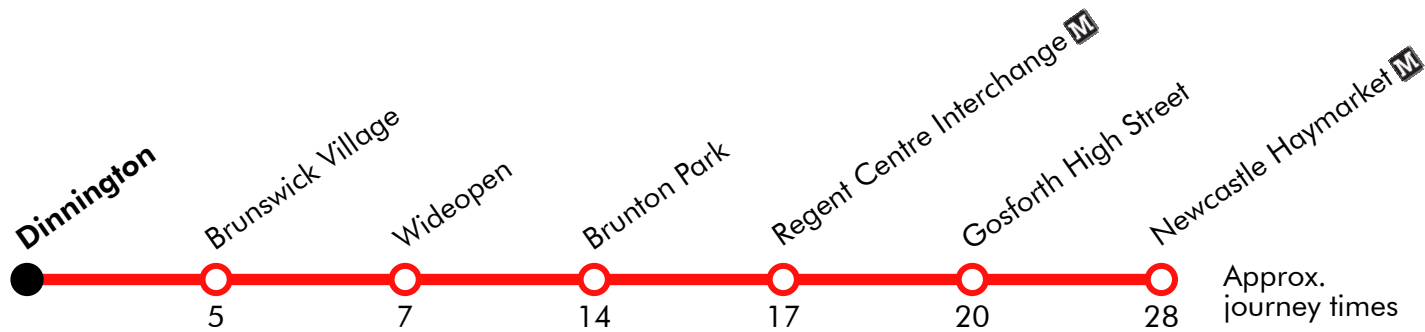 Dinnington
Brunswick Village
Wideopen
Brunton Park
Regent Centre Interchange M
Gosforth High Street
Newcastle Haymarket M
5
7
14
17
20
28
Approx.
journey times